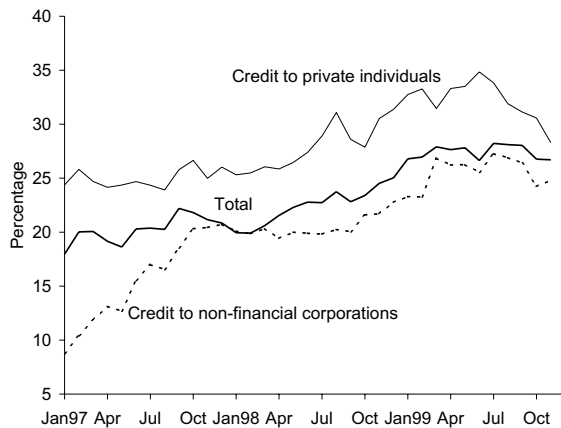 40
35
30
25
20
15
10
5
Percentage
Credit to private individuals
Total
Credit to non-financial corporations
Jan97 Apr Jul Oct Jan98 Apr Jul Oct Jan99 Apr Jul Oct